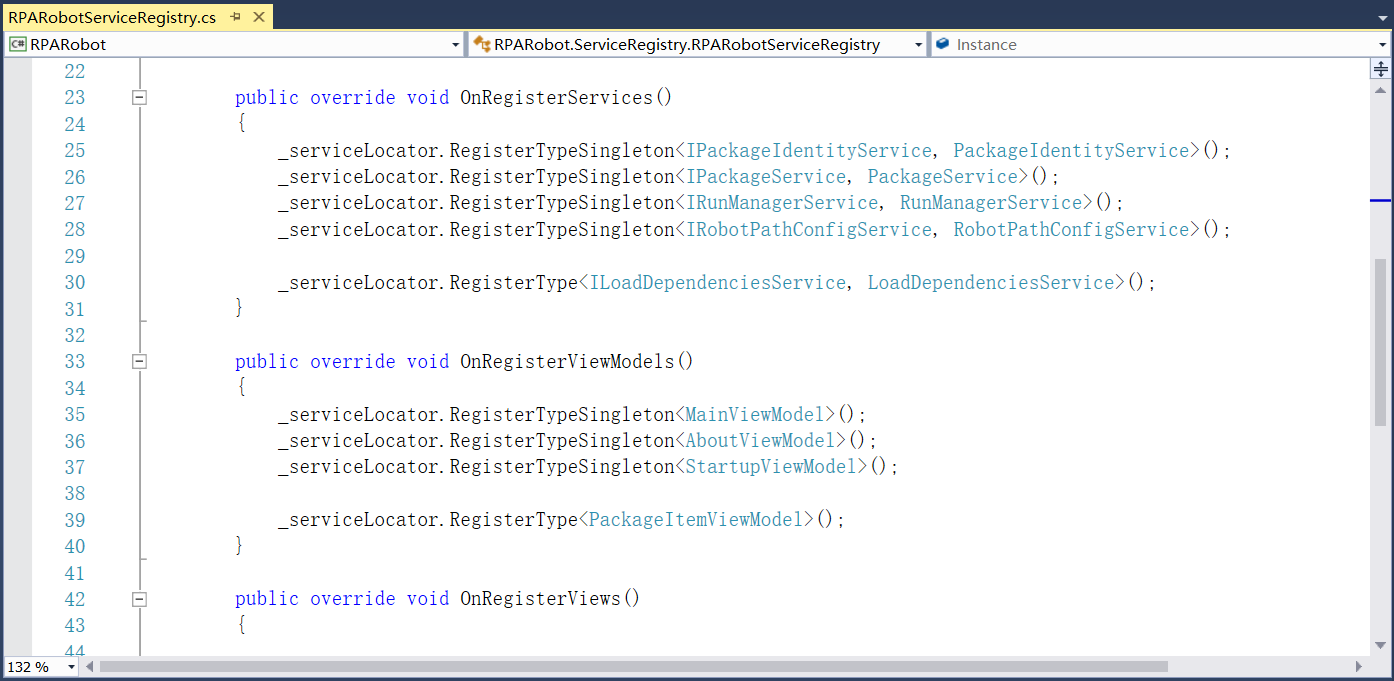 RPARobotServiceRegistry.cs
C# RPARobot RPARobot.ServiceRegistry.RPARobotServiceRegistry Instance
22
23 public override void OnRegisterServices()
24 {
25 _serviceLocator.RegisterTypeSingleton<IPackageIdentityService, PackageIdentityService>();
26 _serviceLocator.RegisterTypeSingleton<IPackageService, PackageService>();
27 _serviceLocator.RegisterTypeSingleton<IRunManagerService, RunManagerService>();
28 _serviceLocator.RegisterTypeSingleton<IRobotPathConfigService, RobotPathConfigService>();
29
30 _serviceLocator.RegisterType<ILoadDependenciesService, LoadDependenciesService>();
31 }
32
33 public override void OnRegisterViewModels()
34 {
35 _serviceLocator.RegisterTypeSingleton<MainViewModel>();
36 _serviceLocator.RegisterTypeSingleton<AboutViewModel>();
37 _serviceLocator.RegisterTypeSingleton<StartupViewModel>();
38
39 _serviceLocator.RegisterType<PackageItemViewModel>();
40 }
41
42 public override void OnRegisterViews()
43 {
44
132 %